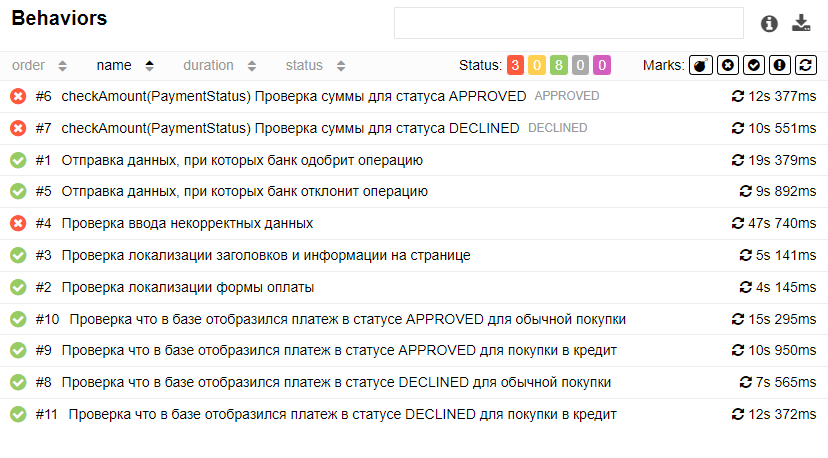 Behaviors
order name duration status Status: 3 0 8 0 0 Marks:
#6 checkAmount(PaymentStatus) Проверка суммы для статуса APPROVED APPROVED 12s 377ms
#7 checkAmount(PaymentStatus) Проверка суммы для статуса DECLINED DECLINED 10s 551ms
#1 Отправка данных, при которых банк одобрит операцию 19s 379ms
#5 Отправка данных, при которых банк отклонит операцию 9s 892ms
#4 Проверка ввода некорректных данных 47s 740ms
#3 Проверка локализации заголовков и информации на странице 5s 141ms
#2 Проверка локализации формы оплаты 4s 145ms
#10 Проверка что в базе отобразился платеж в статусе APPROVED для обычной покупки 15s 295ms
#9 Проверка что в базе отобразился платеж в статусе APPROVED для покупки в кредит 10s 950ms
#8 Проверка что в базе отобразился платеж в статусе DECLINED для обычной покупки 7s 565ms
#11 Проверка что в базе отобразился платеж в статусе DECLINED для покупки в кредит 12s 372ms